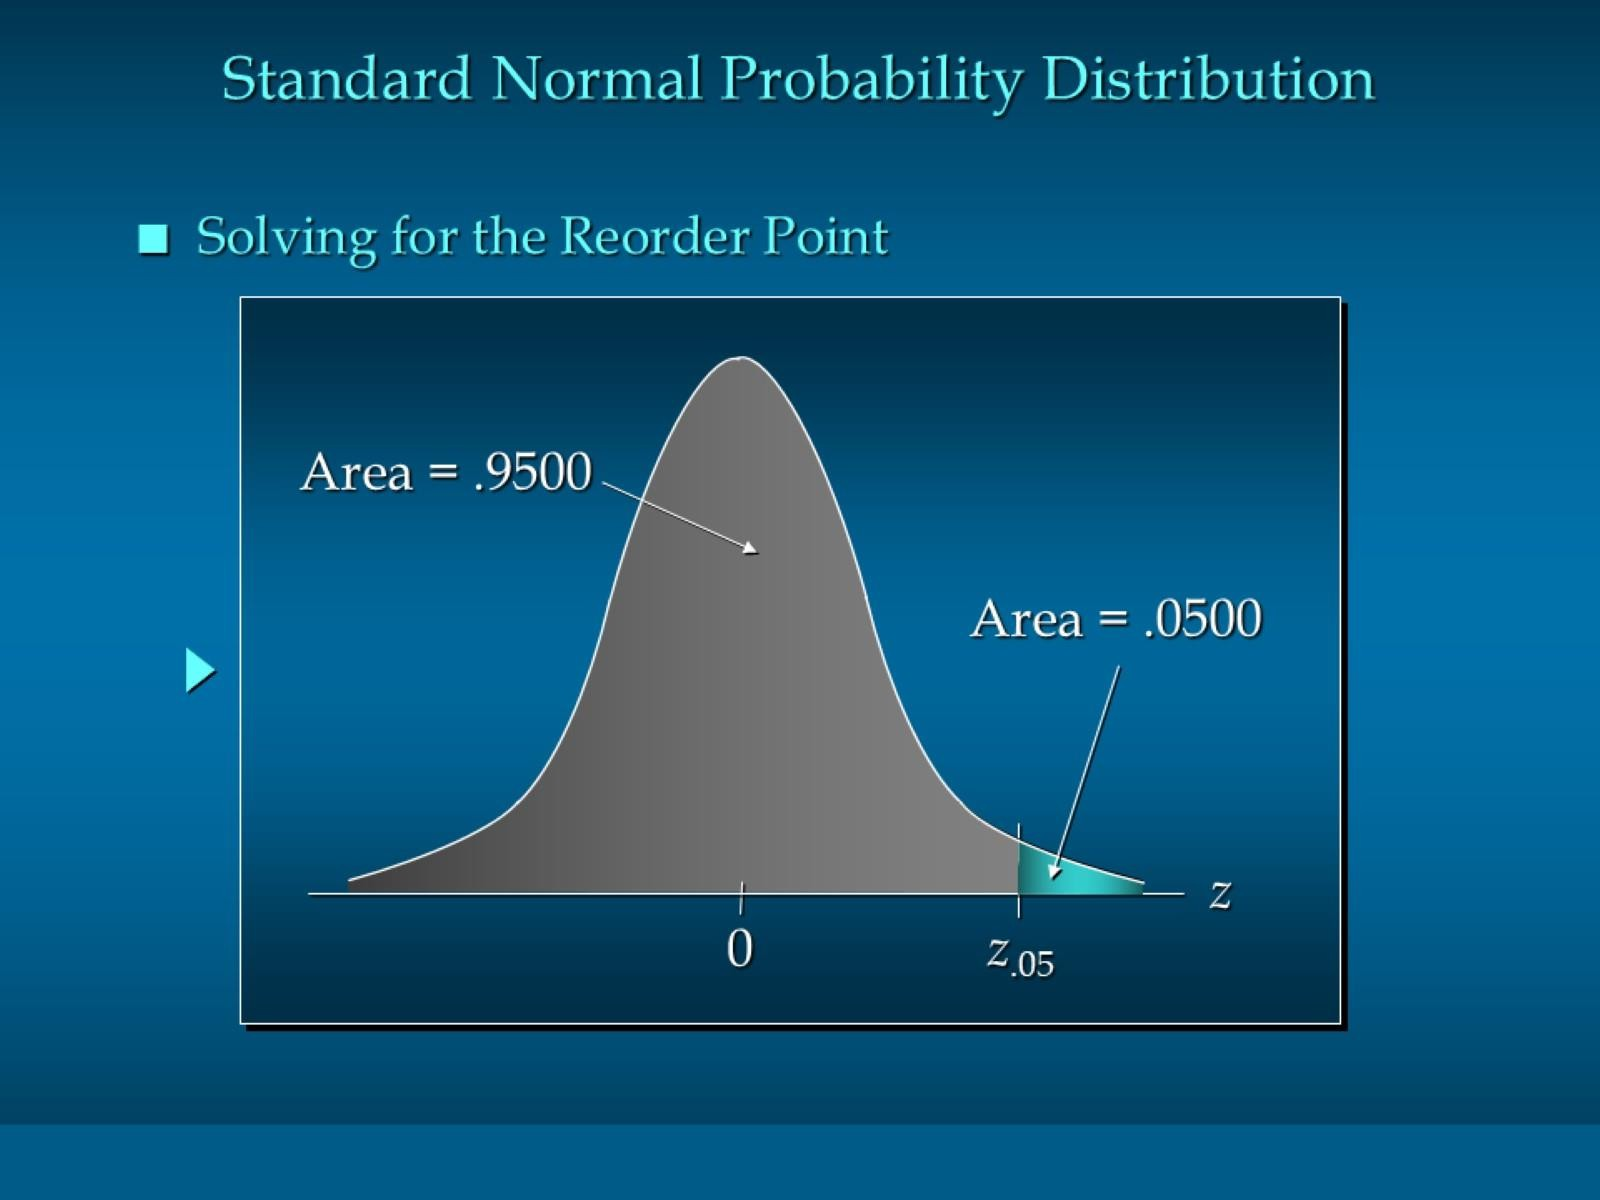 Standard Normal Probability Distribution
Solving for the Reorder Point
Area = .9500
Area = .0500
z
0
z.05